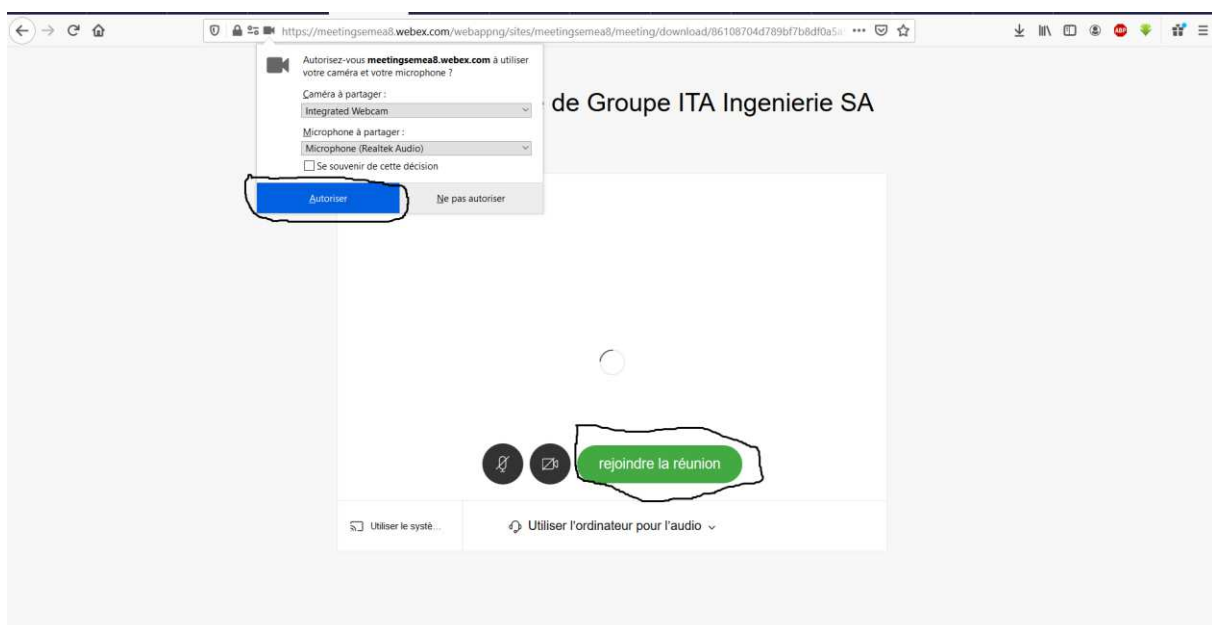 https://meetingsemea8.webex.com/webappng/sites/meetingsemea8/meeting/download/86108704d789bf7b8df0a5
Autorisez-vous meetingsemea8.webex.com à utiliser
votre caméra et votre microphone ?
Caméra à partager :
Integrated Webcam
de Groupe ITA Ingenierie SA
Microphone à partager :
Microphone (Realtek Audio)
Se souvenir de cette décision
Autoriser
Ne pas autoriser
rejoindre la réunion
Utiliser le systè...
Utiliser l'ordinateur pour l'audio